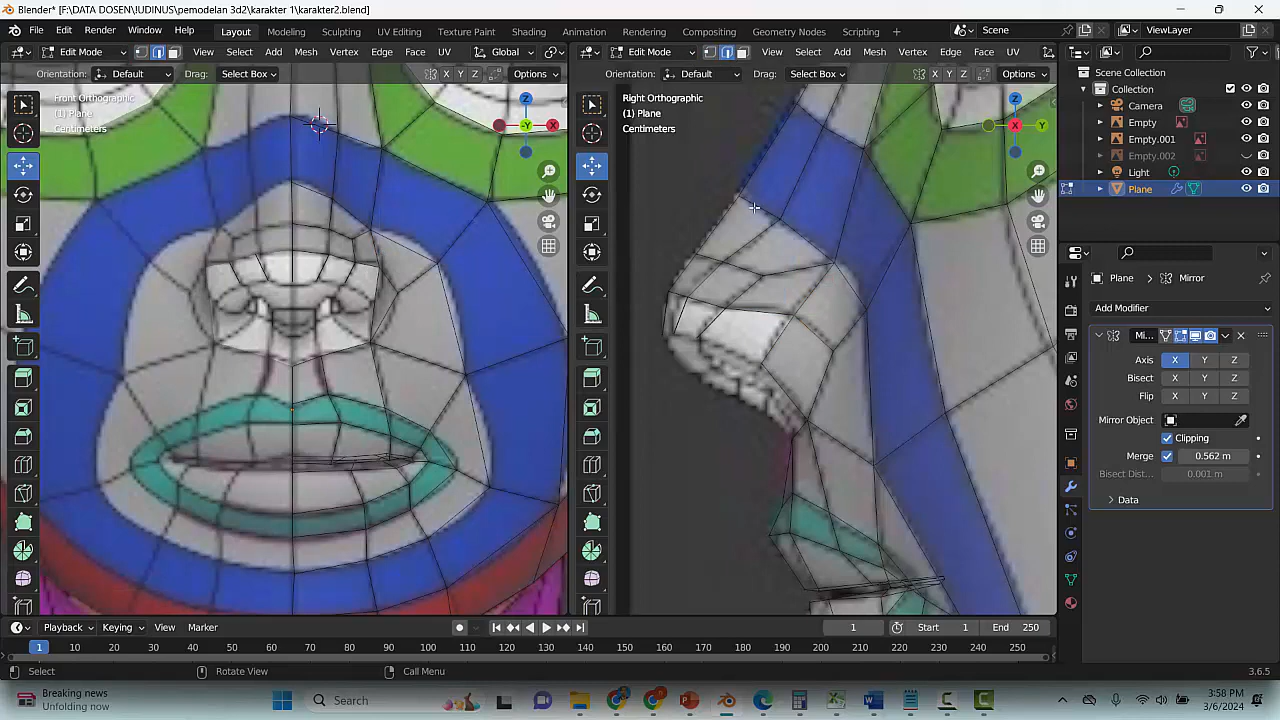 Blender* [F:\DATA DOSEN\!UDINUS\pemodelan 3d2\karakter 1\karakter2.blend]
File Edit Render Window Help Layout Modeling Sculpting UV Editing Texture Paint Shading Animation Rendering Compositing Geometry Nodes Scripting + Scene ViewLayer
Edit Mode View Select Add Mesh Vertex Edge Face UV Global
Edit Mode View Select Add Mesh Vertex Edge Face UV
Orientation: Default Drag: Select Box X Y Z Options
Orientation: Default Drag: Select Box X Y Z Options
Front Orthographic
(1) Plane
Centimeters
Z
-Y
X
Right Orthographic
(1) Plane
Centimeters
Z
X
Y
Scene Collection
Collection
Camera
Empty
Empty.001
Empty.002
Light
Plane
Plane > Mirror
Add Modifier
Mi...
Axis X Y Z
Bisect X Y Z
Flip X Y Z
Mirror Object
Clipping
Merge 0.562 m
Bisect Dist... 0.001 m
Data
Playback Keying View Marker 1 Start 1 End 250
1 10 20 30 40 50 60 70 80 90 100 110 120 130 140 150 160 170 180 190 200 210 220 230 240 250
Select Rotate View Call Menu 3.6.5
Breaking news
Unfolding now
Search
3:58 PM
3/6/2024